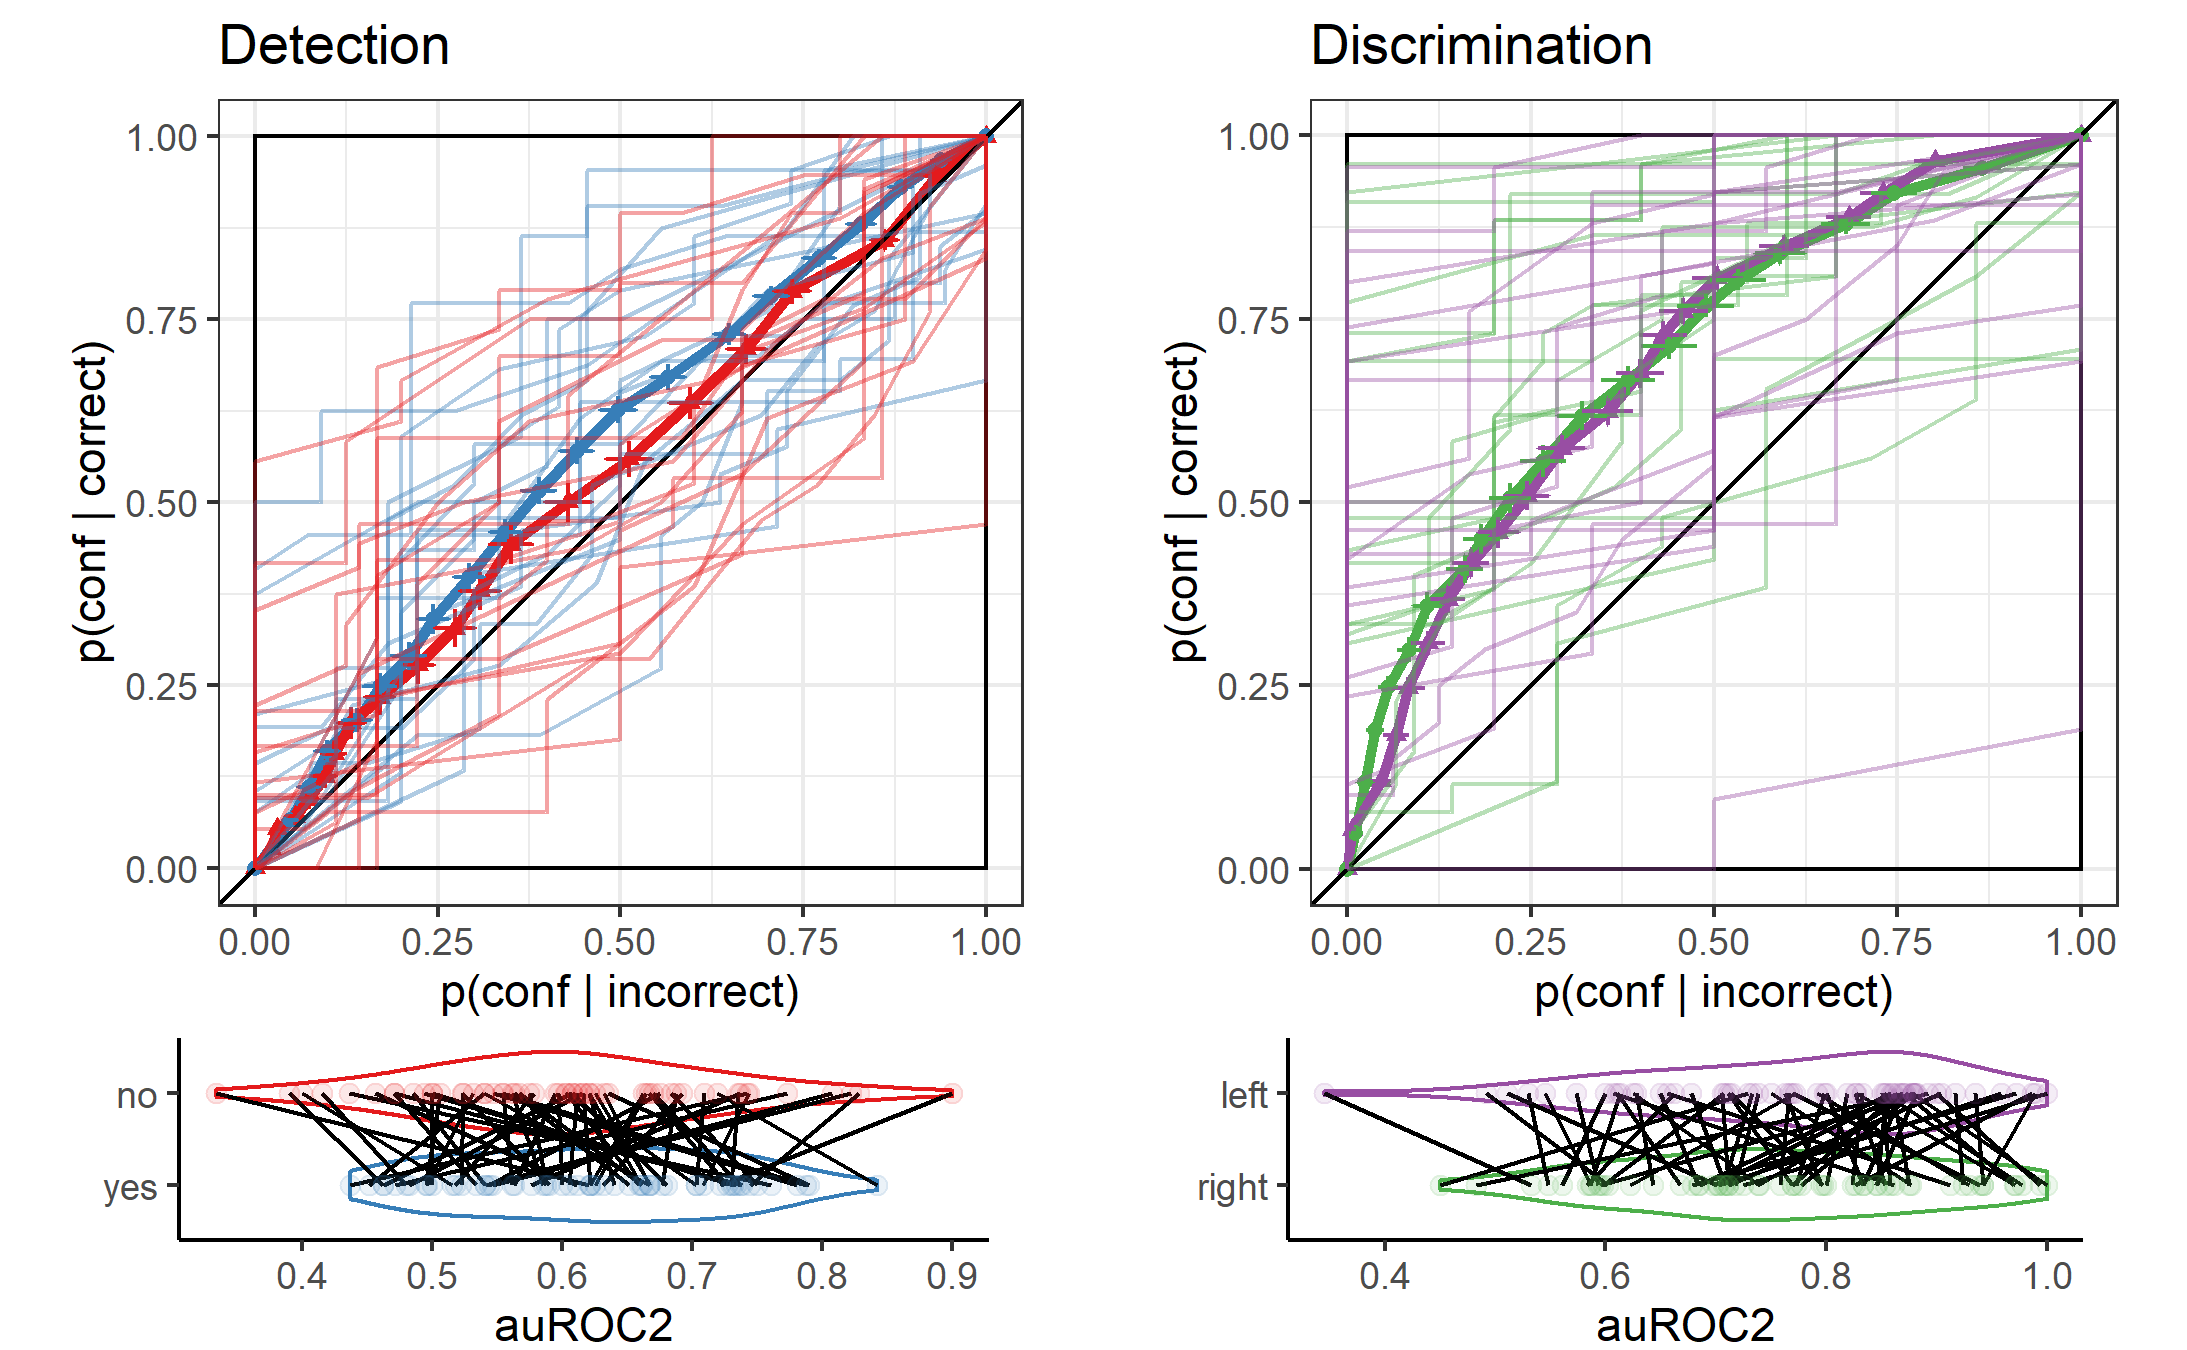 Detection
p(conf | correct)
1.00
0.75
0.50
0.25
0.00
0.00 0.25 0.50 0.75 1.00
p(conf | incorrect)
no
yes
0.4 0.5 0.6 0.7 0.8 0.9
auROC2
Discrimination
p(conf | correct)
1.00
0.75
0.50
0.25
0.00
0.00 0.25 0.50 0.75 1.00
p(conf | incorrect)
left
right
0.4 0.6 0.8 1.0
auROC2